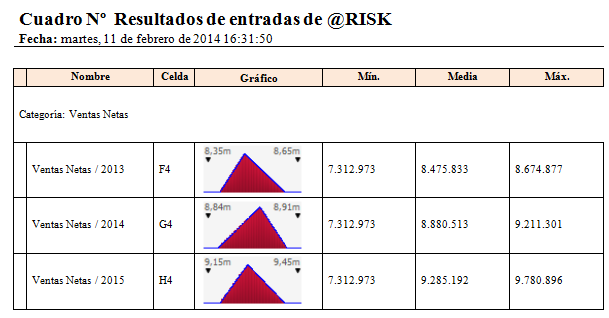 Cuadro Nº Resultados de entradas de @RISK
Fecha: martes, 11 de febrero de 2014 16:31:50
Nombre Celda Gráfico Mín. Media Máx.
Categoría: Ventas Netas
8,35m 8,65m
Ventas Netas / 2013 F4 7.312.973 8.475.833 8.674.877
8,84m 8,91m
Ventas Netas / 2014 G4 7.312.973 8.880.513 9.211.301
9,15m 9,45m
Ventas Netas / 2015 H4 7.312.973 9.285.192 9.780.896